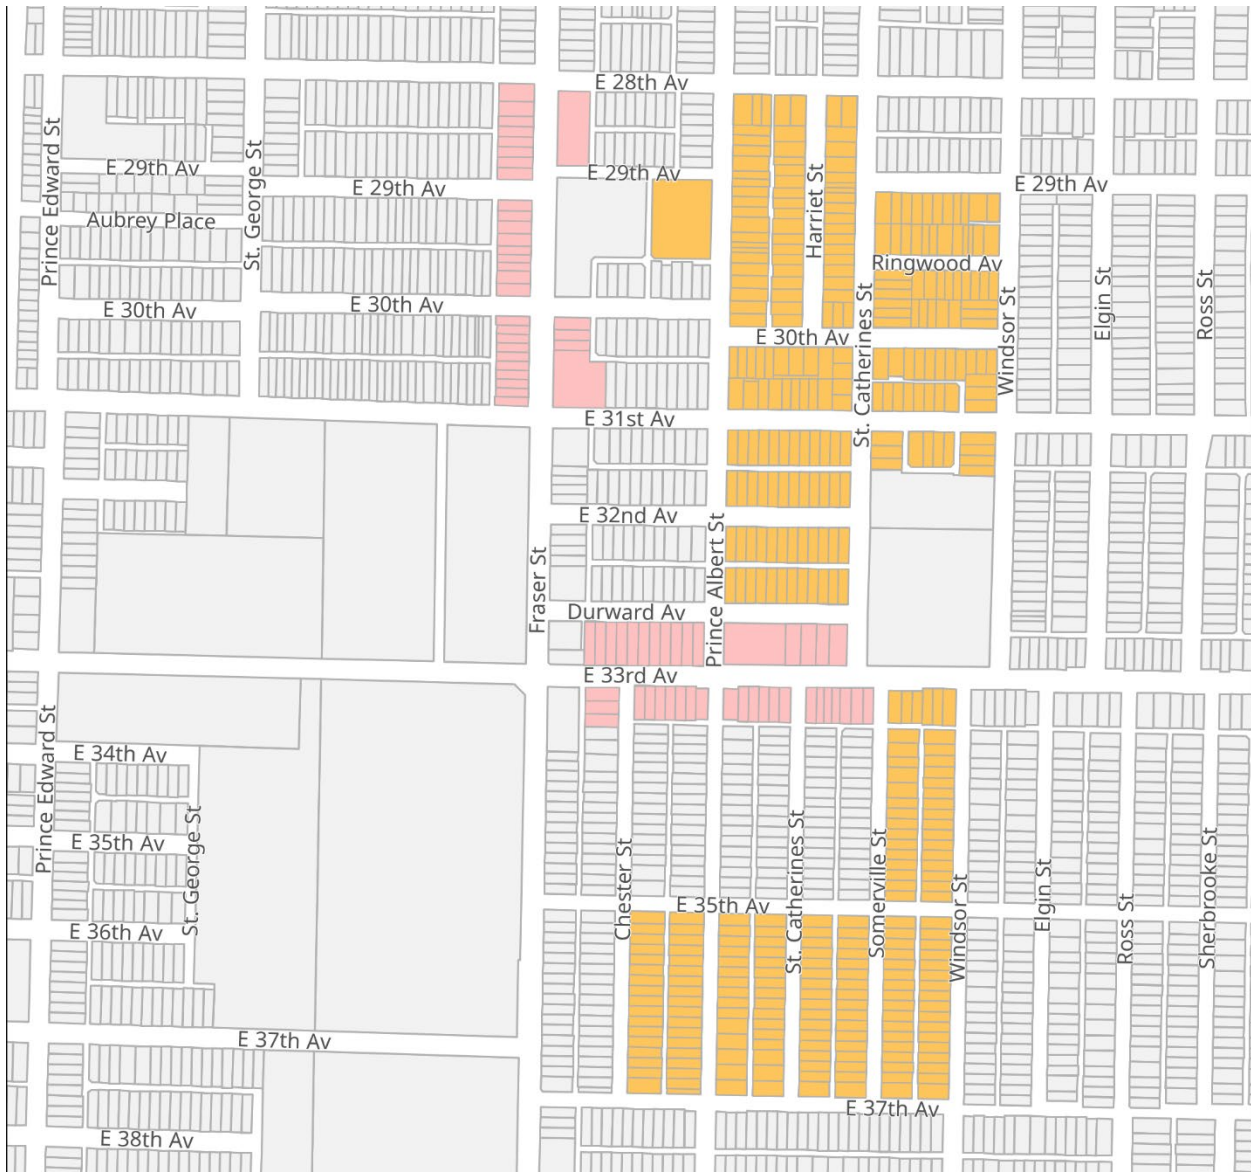 E 28th Av
Prince Edward St
E 29th Av
St. George St
E 29th Av
E 29th Av
E 29th Av
Aubrey Place
Harriet St
Ringwood Av
E 30th Av
E 30th Av
E 30th Av
St. Catherines St
Windsor St
Elgin St
Ross St
E 31st Av
E 32nd Av
Fraser St
Prince Albert St
Durward Av
E 33rd Av
Prince Edward St
E 34th Av
St. George St
E 35th Av
Chester St
E 35th Av
St. Catherines St
Somerville St
Windsor St
Elgin St
Ross St
Sherbrooke St
E 36th Av
E 37th Av
E 37th Av
E 38th Av